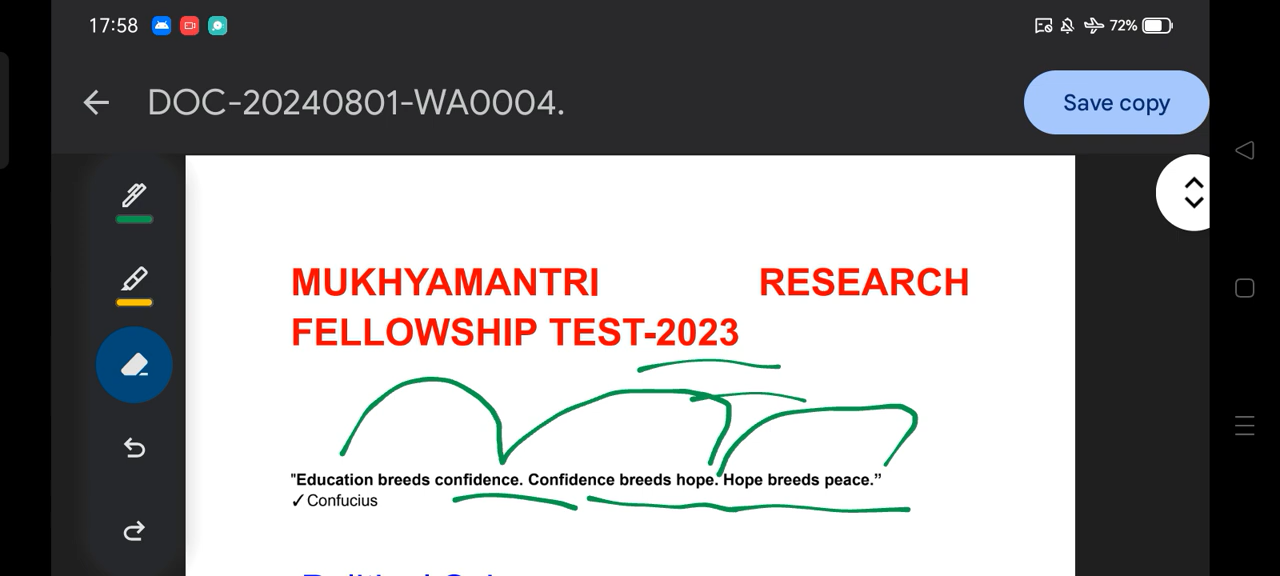 17:58
72%
DOC-20240801-WA0004.
Save copy
MUKHYAMANTRI RESEARCH
FELLOWSHIP TEST-2023
"Education breeds confidence. Confidence breeds hope. Hope breeds peace.”
✓Confucius